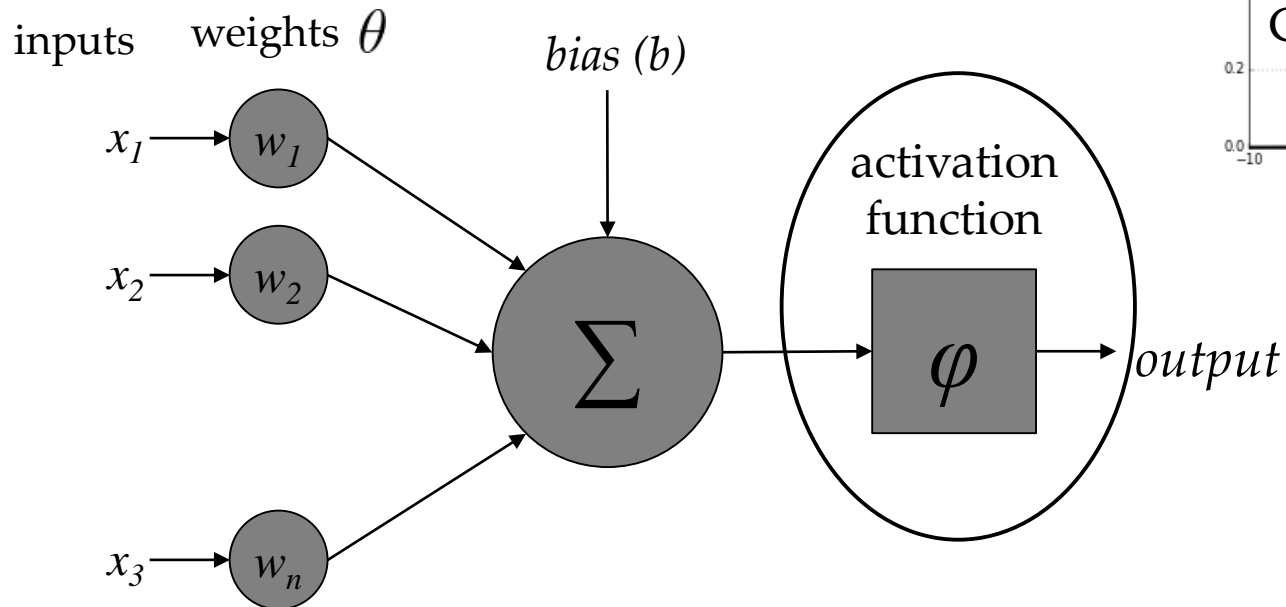 inputs
weights θ
bias (b)
0.2
0.0
−10
x₁
w₁
activation
function
x₂
w₂
∑
φ
output
x₃
wₙ